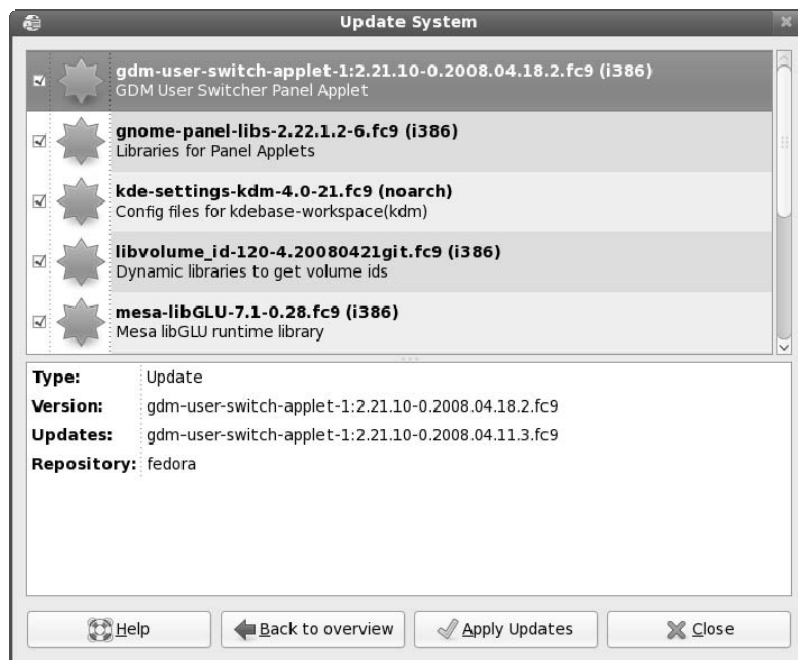 Update System
gdm-user-switch-applet-1:2.21.10-0.2008.04.18.2.fc9 (i386)
GDM User Switcher Panel Applet
gnome-panel-libs-2.22.1.2-6.fc9 (i386)
Libraries for Panel Applets
kde-settings-kdm-4.0-21.fc9 (noarch)
Config files for kdebase-workspace(kdm)
libvolume_id-120-4.20080421git.fc9 (i386)
Dynamic libraries to get volume ids
mesa-libGLU-7.1-0.28.fc9 (i386)
Mesa libGLU runtime library
Type: Update
Version: gdm-user-switch-applet-1:2.21.10-0.2008.04.18.2.fc9
Updates: gdm-user-switch-applet-1:2.21.10-0.2008.04.11.3.fc9
Repository: fedora
Help Back to overview Apply Updates Close